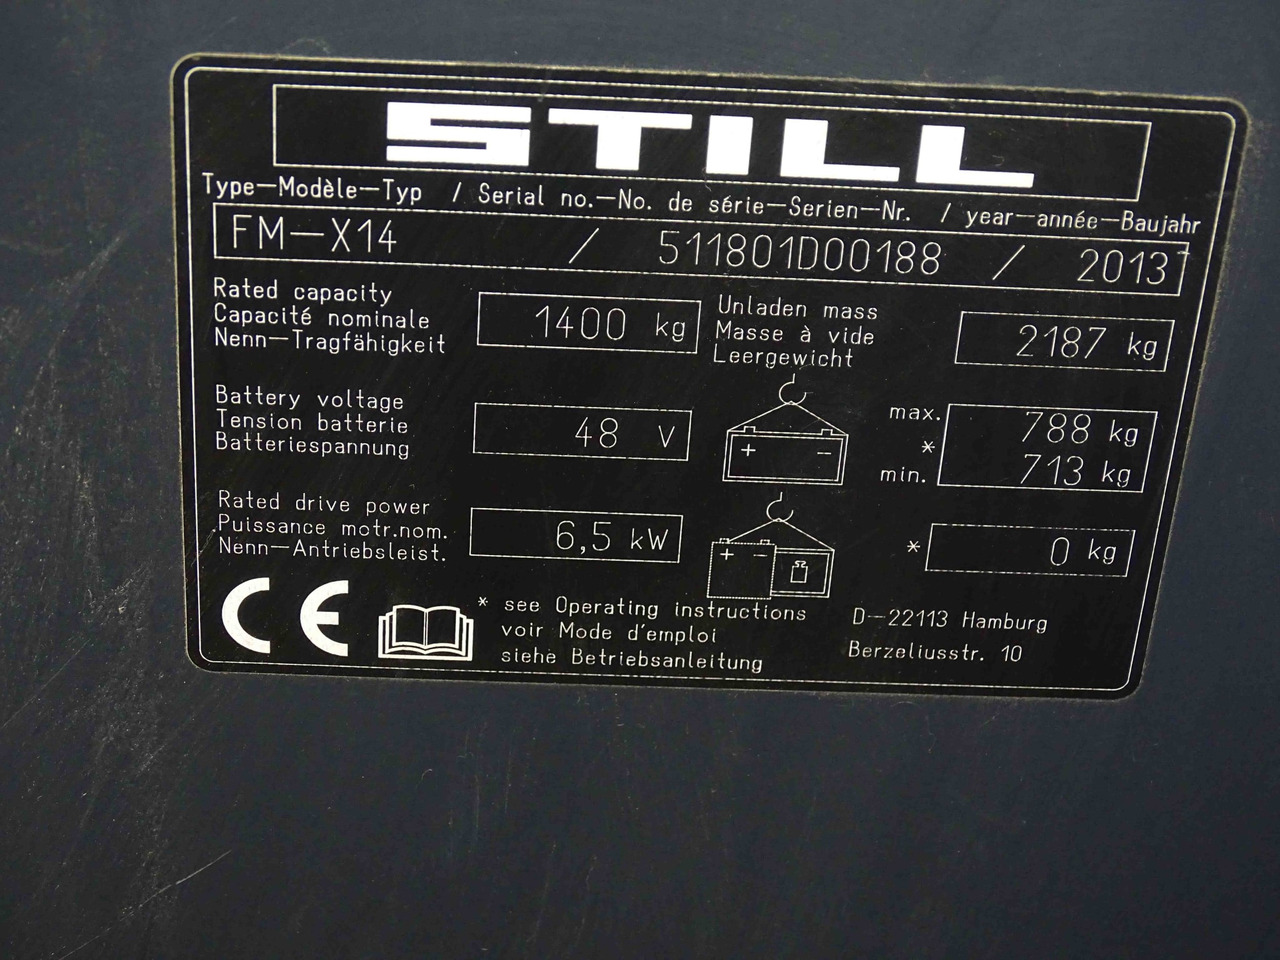 STILL
Type—Modèle—Typ / Serial no.—No. de série—Serien—Nr. / year—année—Baujahr
FM—X14 / 511801D00188 / 2013
Rated capacity
Capacité nominale
Nenn—Tragfähigkeit
1400 kg
Unladen mass
Masse à vide
Leergewicht
2187 kg
Battery voltage
Tension batterie
Batteriespannung
48 V
+ −
max. 788 kg
*
min. 713 kg
Rated drive power
Puissance motr.nom.
Nenn—Antriebsleist.
6,5 kW
+ −
* 0 kg
CE
* see Operating instructions
voir Mode d'emploi
siehe Betriebsanleitung
D—22113 Hamburg
Berzeliusstr. 10